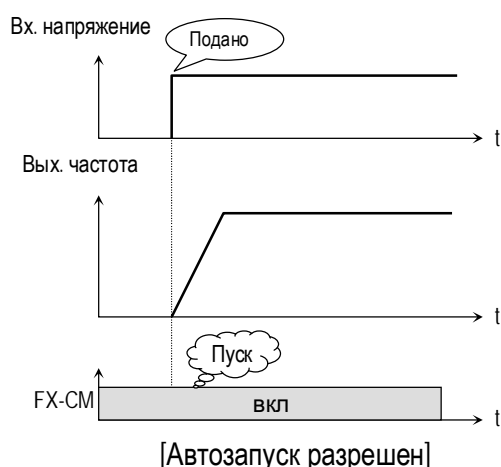 Вх. напряжение
Подано
t
Вых. частота
t
Пуск
FX-CM
вкл
t
[Автозапуск разрешен]